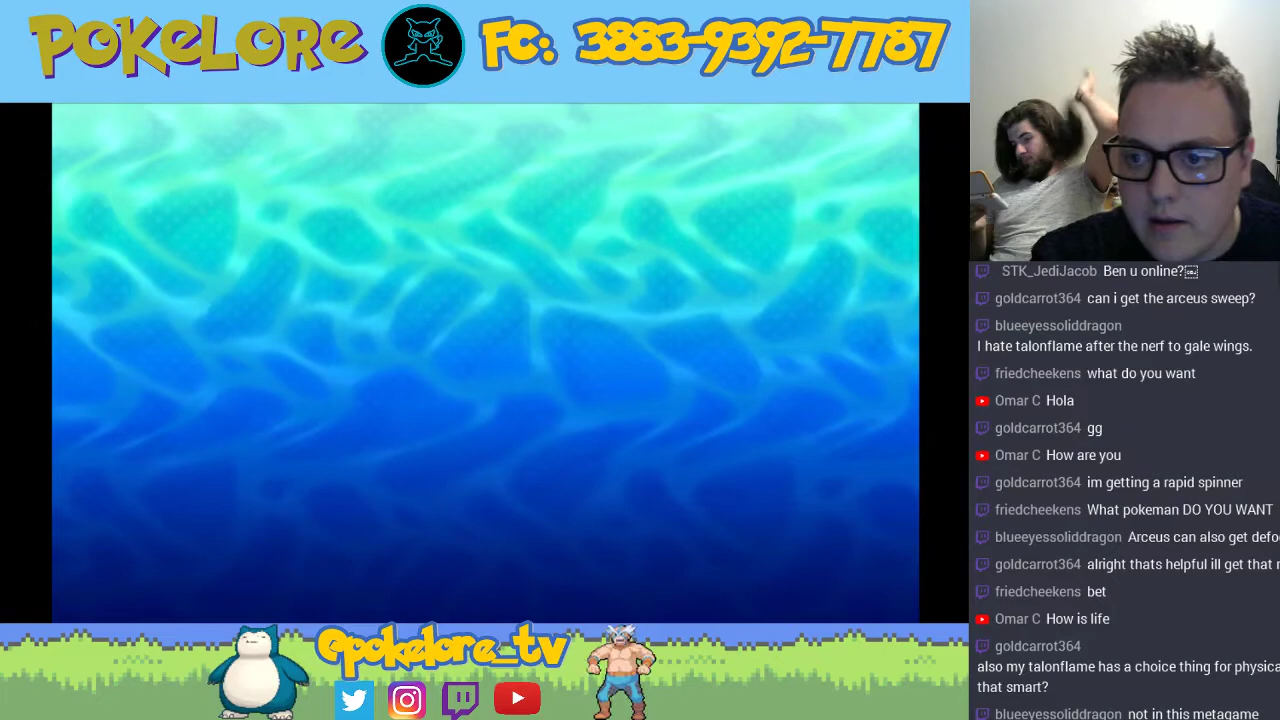 POKELORE
FC: 3883-9392-7787
STK_JediJacob Ben u online?
goldcarrot364 can i get the arceus sweep?
blueeyessoliddragon
I hate talonflame after the nerf to gale wings.
friedcheekens what do you want
Omar C Hola
goldcarrot364 gg
Omar C How are you
goldcarrot364 im getting a rapid spinner
friedcheekens What pokeman DO YOU WANT
blueeyessoliddragon Arceus can also get defo
goldcarrot364 alright thats helpful ill get that
friedcheekens bet
Omar C How is life
goldcarrot364
also my talonflame has a choice thing for physica
that smart?
blueeyessoliddragon not in this metagame
@pokelore_tv